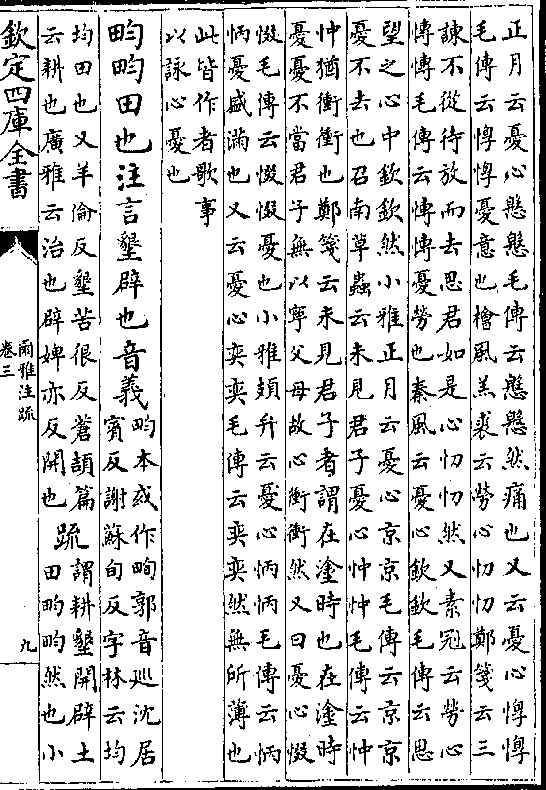 正月云憂心慇慇毛傳云慇慇然痛也又云憂心惸惸
毛傳云惸惸憂意也檜風羔裘云勞心忉忉鄭箋云三
諫不從待放而去思君如是心忉忉然又素冠云勞心
慱慱毛傳云慱慱憂勞也秦風云憂心欽欽毛傳云思
望之心中欽欽然小雅正月云憂心京京毛傳云京京
憂不去也召南草蟲云未見君子憂心忡忡毛傳云忡
忡猶衝衝也鄭箋云未見君子者謂在塗時也在塗時
憂憂不當君子無以寧父母故心衝衝然又曰憂心惙
惙毛傳云惙惙憂也小雅頍弁云憂心怲怲毛傳云怲
怲憂盛滿也又云憂心奕奕毛傳云奕奕然無所薄也
此皆作者歌事
以詠心憂也
畇畇田也注言墾辟也音義
畇本或作㽦郭音巡沈居
賓反謝蘇旬反字林云均
均田也又羊倫反墾苦很反蒼頡篇
云耕也廣雅云治也辟婢亦反開也
疏
謂耕墾開辟土
田畇畇然也小
欽定四庫全書
爾雅注疏
卷三
九